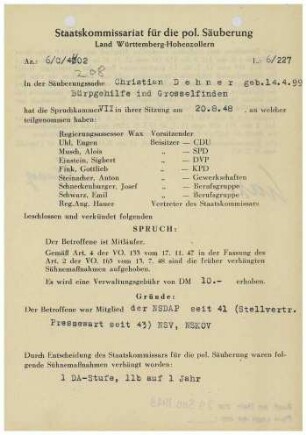 Staatskommissariat für die pol. Säuberung
Land Württemberg-Hohenzollern
Az.: 6/C/4402
208
L. 6/227
In der Säuberungssache Christian Dehner geb.14.4.99
Bürpgehilfe ind Grosselfinden
hat die Spruchkammer VII in ihrer Sitzung am 20.8.48 , an welcher
teilgenommen haben:
Regierungsassessor Wax Vorsitzender
Uhl, Eugen Beisitzer — CDU
Musch, Alois „ — SPD
Einstein, Sigbert „ — DVP
Fink, Gottlieb „ — KPD
Steinacher, Anton „ — Gewerkschaften
Schneckenburger, Josef „ — Berufsgruppe
Schwarz, Emil „ — Berufsgruppe
Reg.Ang. Hauer Vertreter des Staatskommissars
beschlossen und verkündet folgenden
SPRUCH:
Der Betroffene ist Mitläufer.
Gemäß Art. 4 der VO. 133 vom 17. 11. 47 in der Fassung des
Art. 2 der VO. 165 vom 13. 7. 48 sind die früher verhängten
Sühnemaßnahmen aufgehoben.
Es wird eine Verwaltungsgebühr von DM 10.- erhoben.
Gründe:
Der Betroffene war Mitglied der NSDAP seit 41 (Stellvertr.
Pressewart seit 43) NSV, NSKOV
Durch Entscheidung des Staatskommissars für die pol. Säuberung waren fol-
gende Sühnemaßnahmen verhängt worden:
1 DA-Stufe, 11b auf 1 Jahr